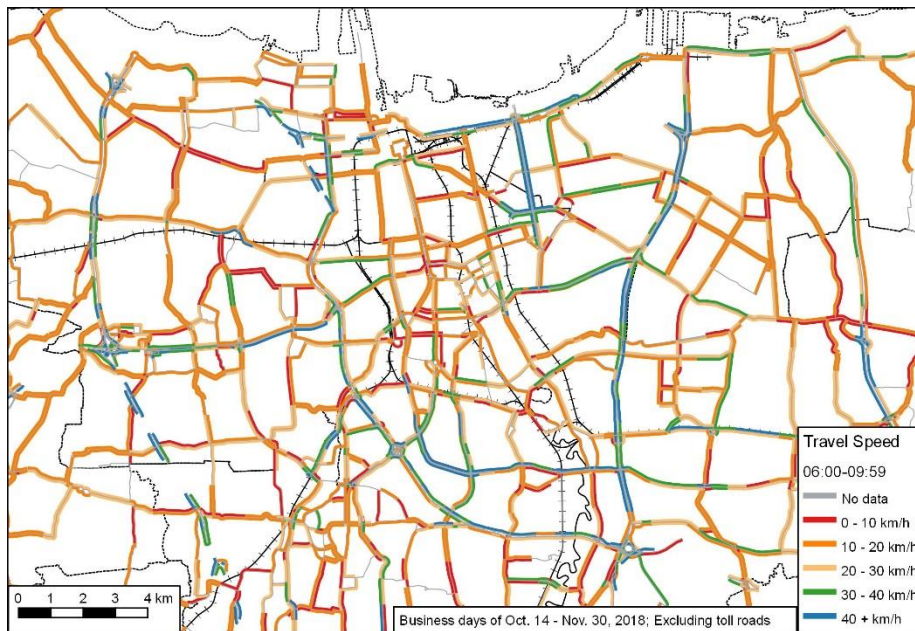 Travel Speed
06:00-09:59
No data
0 - 10 km/h
10 - 20 km/h
20 - 30 km/h
30 - 40 km/h
40 + km/h
0 1 2 3 4 km
Business days of Oct. 14 - Nov. 30, 2018; Excluding toll roads